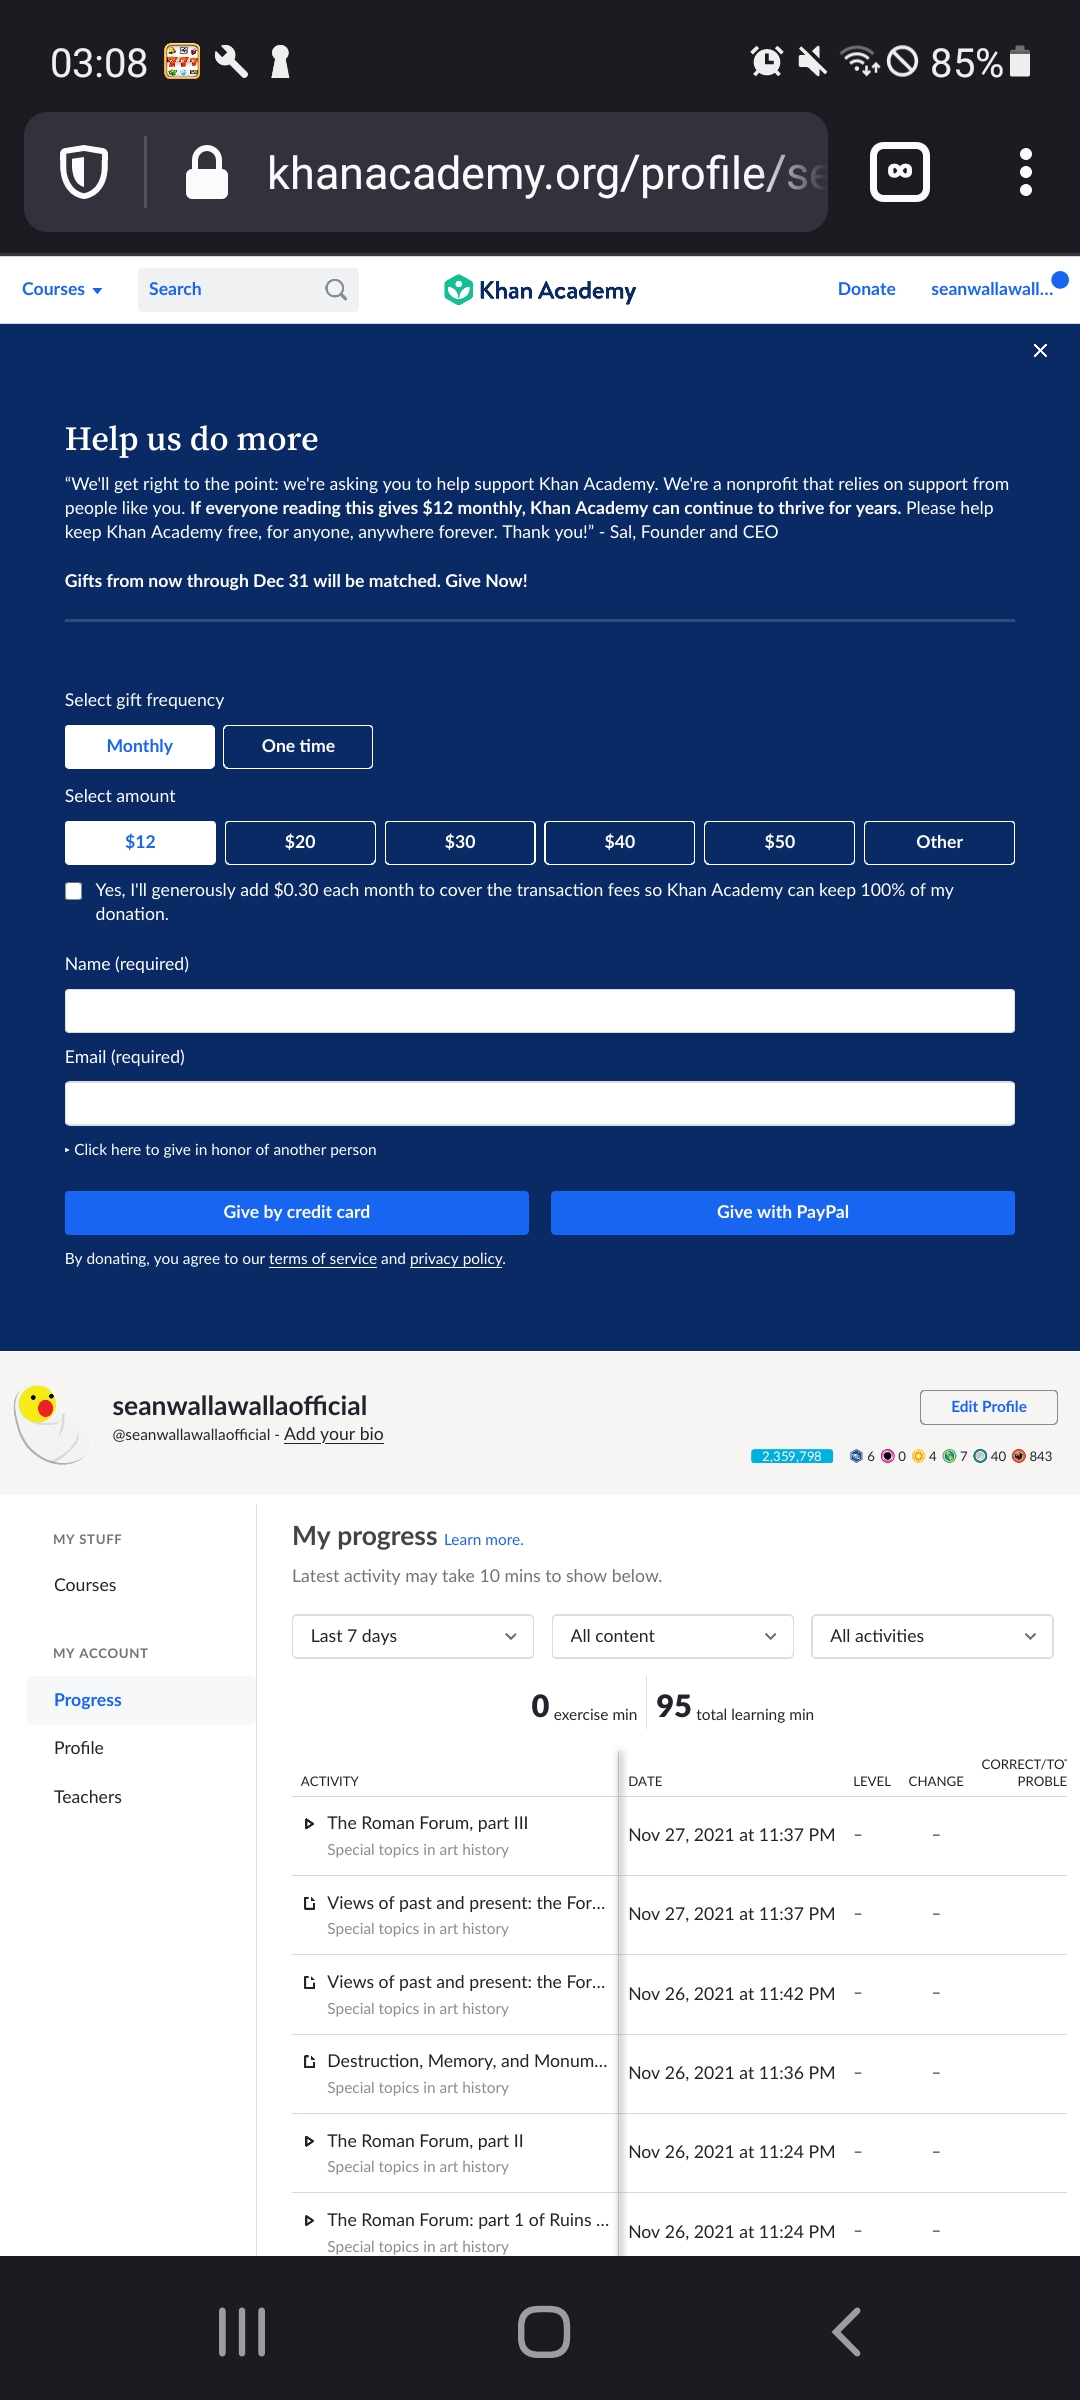 03:08
85%
khanacademy.org/profile/se
Courses
Search
Khan Academy
Donate
seanwallawall...
Help us do more
“We'll get right to the point: we're asking you to help support Khan Academy. We're a nonprofit that relies on support from
people like you. If everyone reading this gives $12 monthly, Khan Academy can continue to thrive for years. Please help
keep Khan Academy free, for anyone, anywhere forever. Thank you!” - Sal, Founder and CEO
Gifts from now through Dec 31 will be matched. Give Now!
Select gift frequency
Monthly
One time
Select amount
$12
$20
$30
$40
$50
Other
Yes, I'll generously add $0.30 each month to cover the transaction fees so Khan Academy can keep 100% of my
donation.
Name (required)
Email (required)
Click here to give in honor of another person
Give by credit card
Give with PayPal
By donating, you agree to our terms of service and privacy policy.
seanwallawallaofficial
@seanwallawallaofficial - Add your bio
Edit Profile
2,359,798
6
0
4
7
40
843
MY STUFF
Courses
MY ACCOUNT
Progress
Profile
Teachers
My progress Learn more.
Latest activity may take 10 mins to show below.
Last 7 days
All content
All activities
0 exercise min
95 total learning min
ACTIVITY
DATE
LEVEL
CHANGE
CORRECT/TOT
PROBLE
The Roman Forum, part III
Special topics in art history
Nov 27, 2021 at 11:37 PM
–
–
Views of past and present: the For...
Special topics in art history
Nov 27, 2021 at 11:37 PM
–
–
Views of past and present: the For...
Special topics in art history
Nov 26, 2021 at 11:42 PM
–
–
Destruction, Memory, and Monum...
Special topics in art history
Nov 26, 2021 at 11:36 PM
–
–
The Roman Forum, part II
Special topics in art history
Nov 26, 2021 at 11:24 PM
–
–
The Roman Forum: part 1 of Ruins ...
Special topics in art history
Nov 26, 2021 at 11:24 PM
–
–